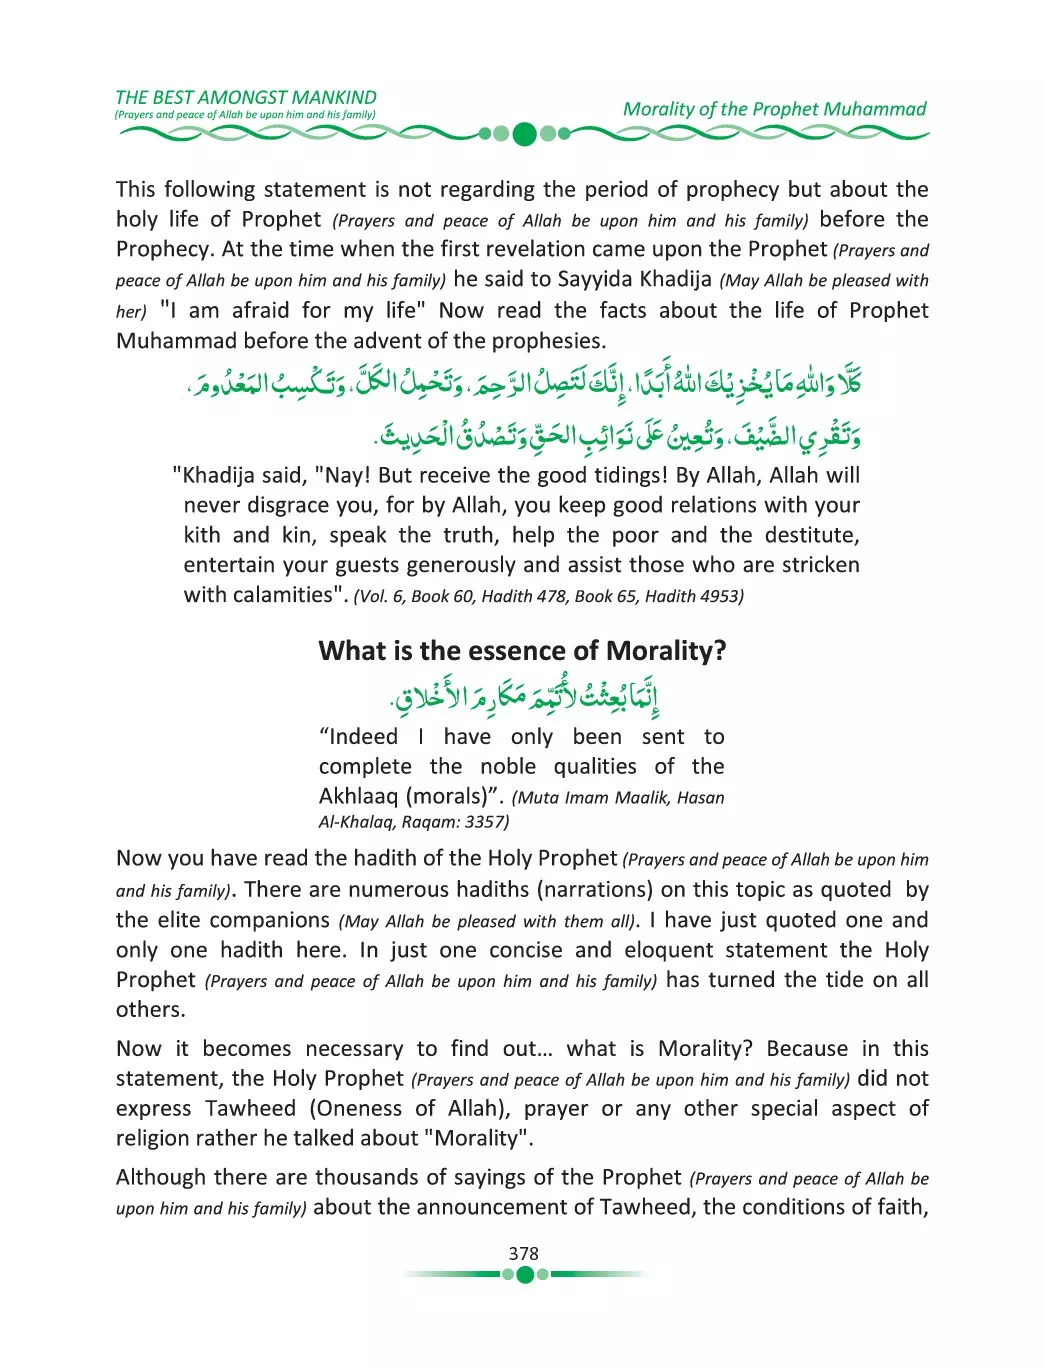 THE BEST AMONGST MANKIND
(Prayers and peace of Allah be upon him and his family)
Morality of the Prophet Muhammad
This following statement is not regarding the period of prophecy but about the
holy life of Prophet (Prayers and peace of Allah be upon him and his family) before the
Prophecy. At the time when the first revelation came upon the Prophet (Prayers and
peace of Allah be upon him and his family) he said to Sayyida Khadija (May Allah be pleased with
her) "I am afraid for my life" Now read the facts about the life of Prophet
Muhammad before the advent of the prophesies.
كَلَّا وَاللهِ مَا يُخْزِيْكَ اللهُ أَبَدًا، إِنَّكَ لَتَصِلُ الرَّحِمَ، وَتَحْمِلُ الكَلَّ، وَتَكْسِبُ المَعْدُومَ،
وَتَقْرِي الضَّيْفَ، وَتُعِينُ عَلَى نَوَائِبِ الحَقِّ وَتَصْدُقُ الْحَدِيثَ.
"Khadija said, "Nay! But receive the good tidings! By Allah, Allah will
never disgrace you, for by Allah, you keep good relations with your
kith and kin, speak the truth, help the poor and the destitute,
entertain your guests generously and assist those who are stricken
with calamities". (Vol. 6, Book 60, Hadith 478, Book 65, Hadith 4953)
What is the essence of Morality?
إِنَّمَا بُعِثْتُ لأُتَمِّمَ مَكَارِمَ الأَخْلاقِ.
“Indeed I have only been sent to
complete the noble qualities of the
Akhlaaq (morals)”. (Muta Imam Maalik, Hasan
Al-Khalaq, Raqam: 3357)
Now you have read the hadith of the Holy Prophet (Prayers and peace of Allah be upon him
and his family). There are numerous hadiths (narrations) on this topic as quoted by
the elite companions (May Allah be pleased with them all). I have just quoted one and
only one hadith here. In just one concise and eloquent statement the Holy
Prophet (Prayers and peace of Allah be upon him and his family) has turned the tide on all
others.
Now it becomes necessary to find out… what is Morality? Because in this
statement, the Holy Prophet (Prayers and peace of Allah be upon him and his family) did not
express Tawheed (Oneness of Allah), prayer or any other special aspect of
religion rather he talked about "Morality".
Although there are thousands of sayings of the Prophet (Prayers and peace of Allah be
upon him and his family) about the announcement of Tawheed, the conditions of faith,
378